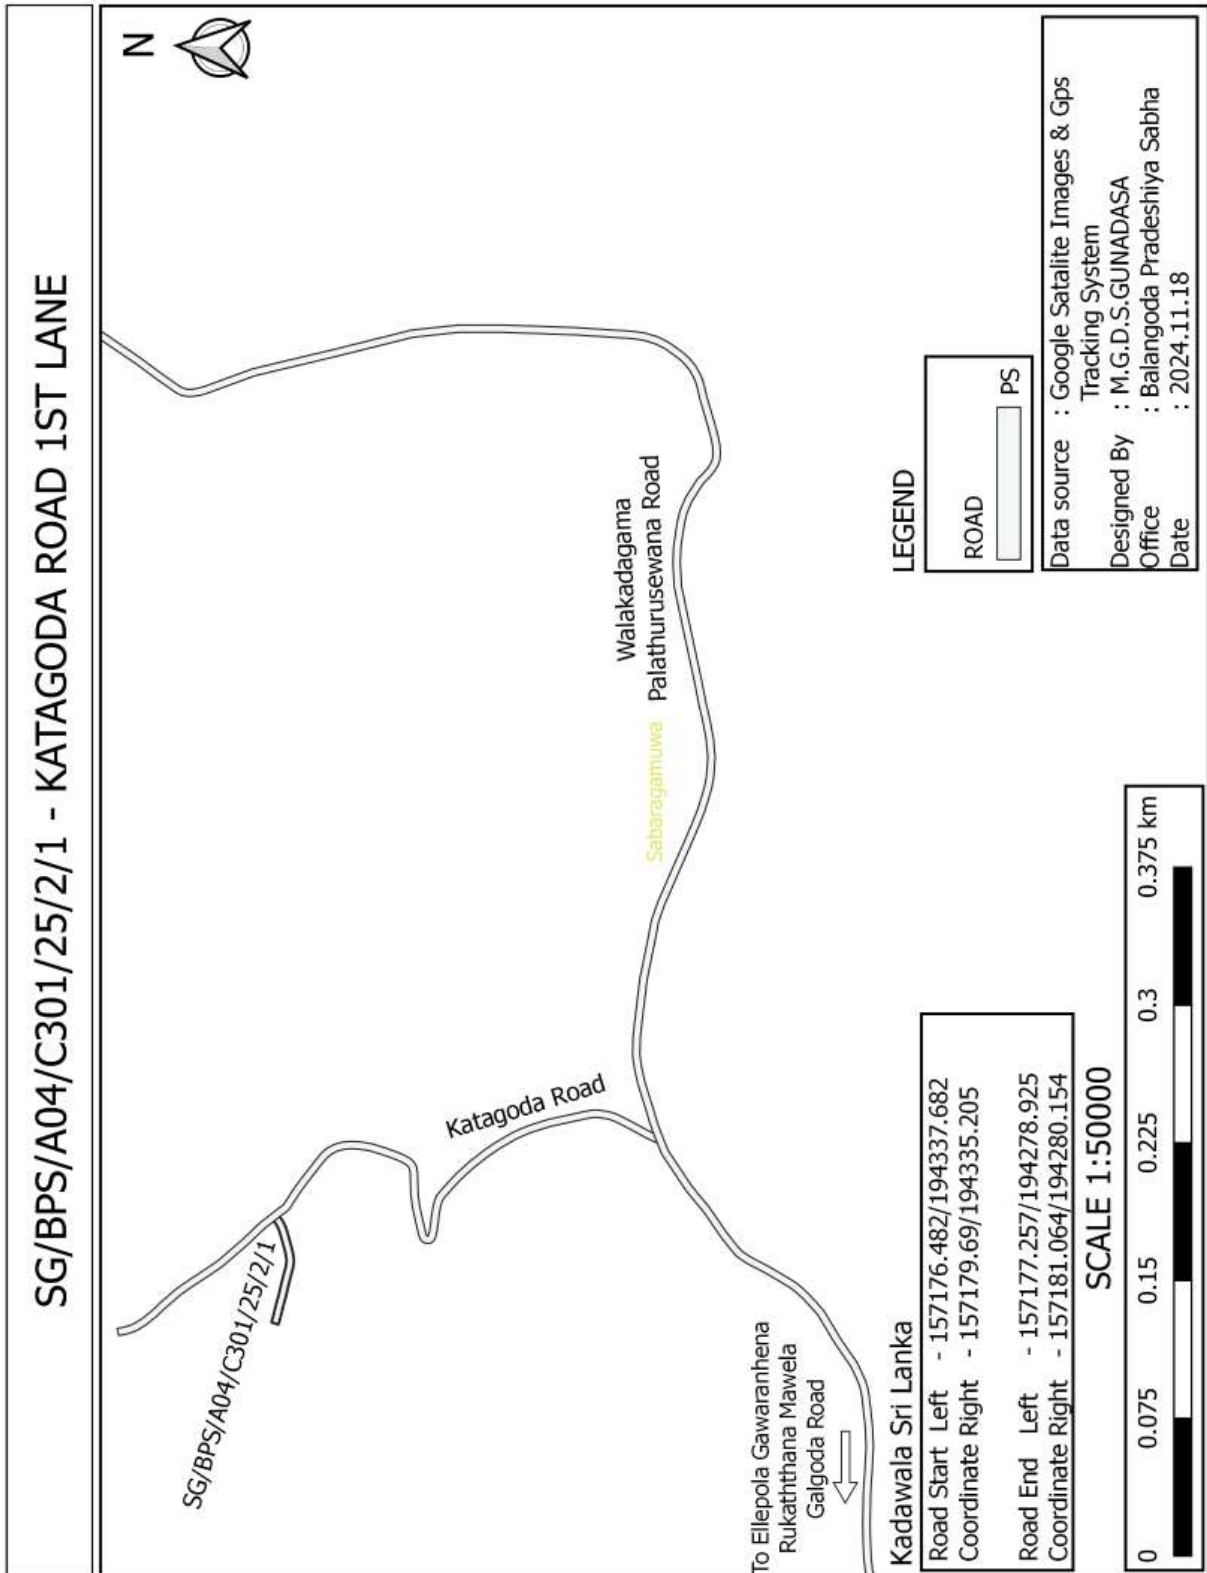 SG/BPS/A04/C301/25/2/1 - KATAGODA ROAD 1ST LANE
N
SG/BPS/A04/C301/25/2/1
Katagoda Road
Walakadagama
Palathurusewana Road
Sabaragamuwa
To Ellepola Gawaranhena
Rukaththana Mawela
Galgoda Road
Kadawala Sri Lanka
Road Start Left - 157176.482/194337.682
Coordinate Right - 157179.69/194335.205
Road End Left - 157177.257/194278.925
Coordinate Right - 157181.064/194280.154
SCALE 1:50000
0 0.075 0.15 0.225 0.3 0.375 km
LEGEND
ROAD
PS
Data source : Google Satalite Images & Gps
Tracking System
Designed By : M.G.D.S.GUNADASA
Office : Balangoda Pradeshiya Sabha
Date : 2024.11.18